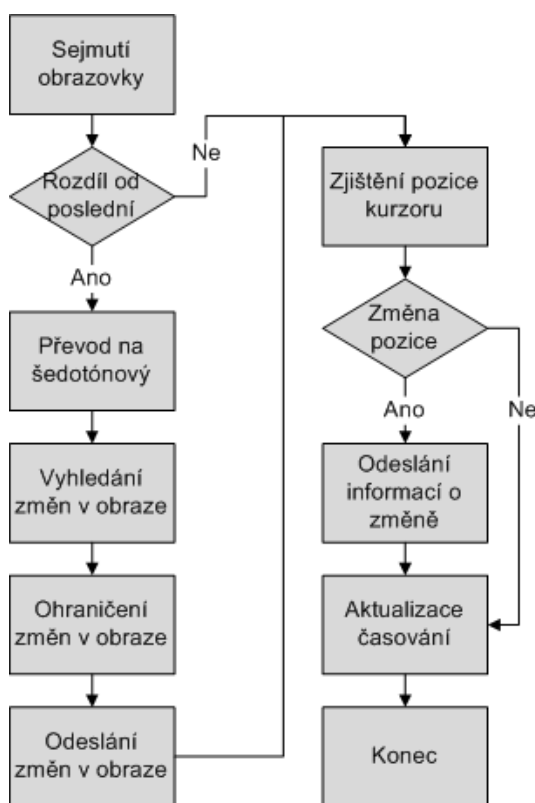 Sejmutí
obrazovky
Ne
Rozdíl od
poslední
Ano
Převod na
šedotónový
Vyhledání
změn v obraze
Ohraničení
změn v obraze
Odeslání
změn v obraze
Zjištění pozice
kurzoru
Změna
pozice
Ano
Ne
Odeslání
informací o
změně
Aktualizace
časování
Konec